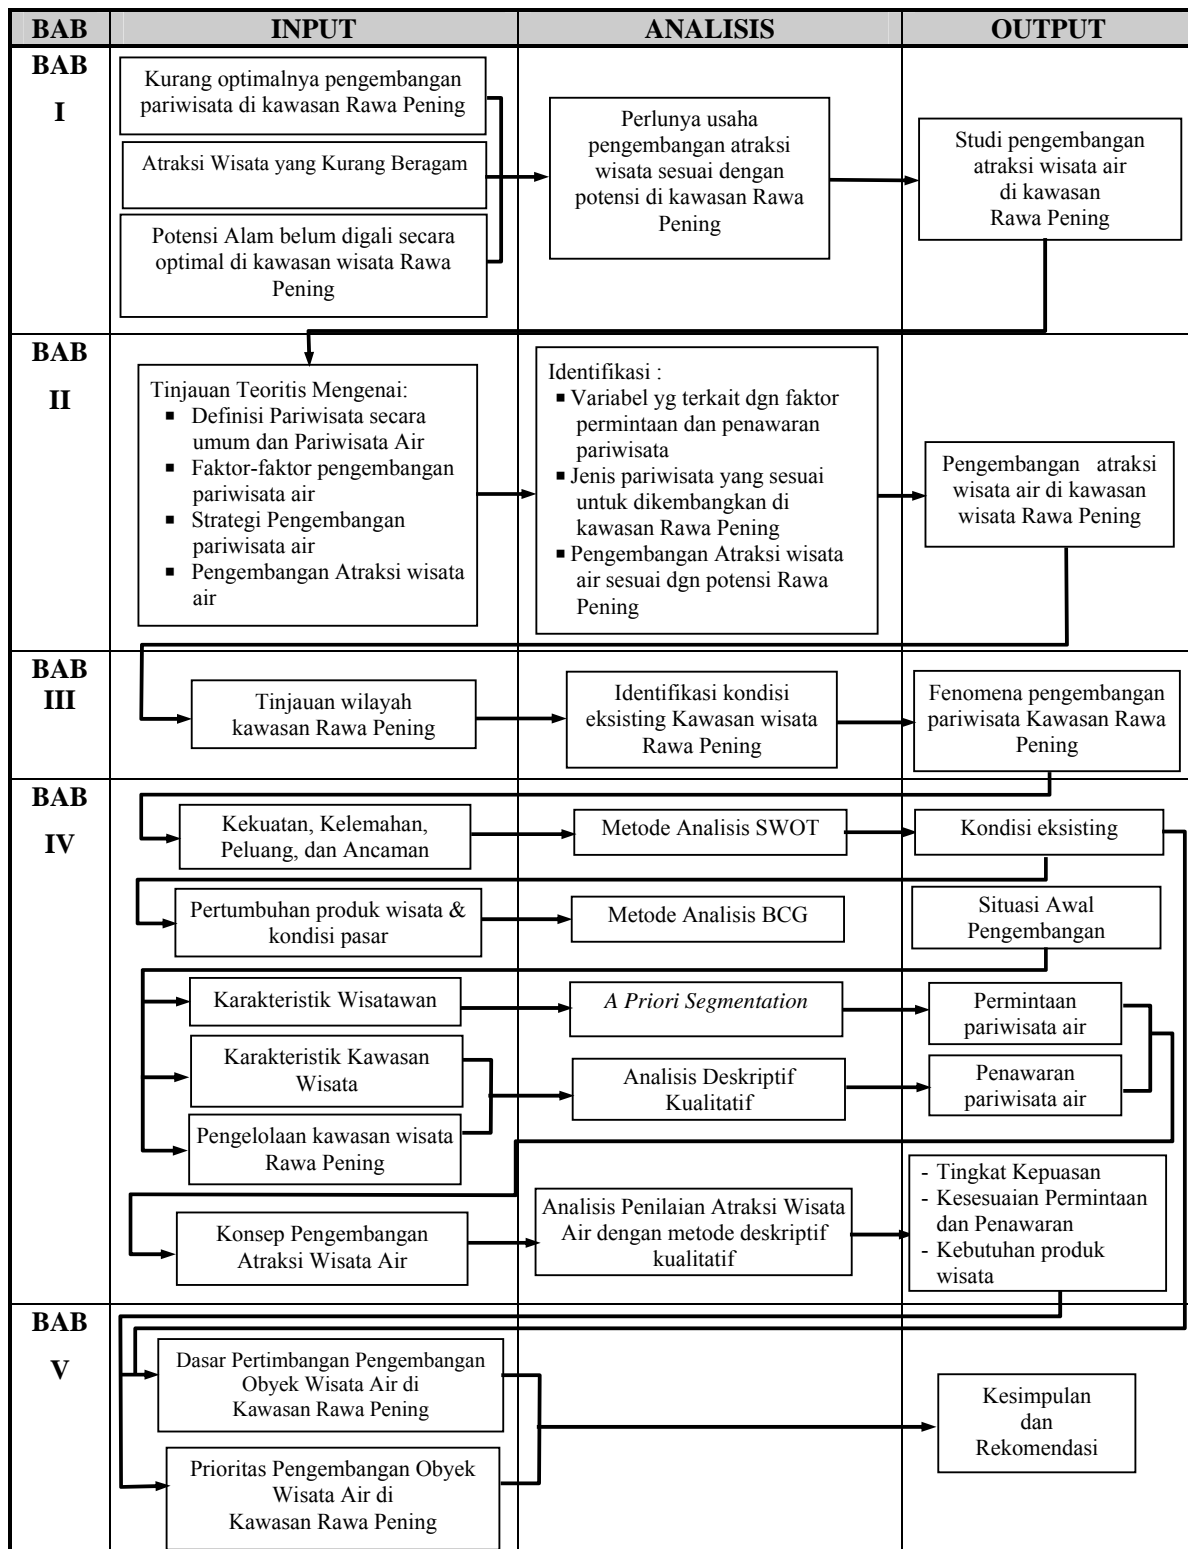 BAB INPUT ANALISIS OUTPUT
BAB
I
Kurang optimalnya pengembangan
pariwisata di kawasan Rawa Pening
Atraksi Wisata yang Kurang Beragam
Potensi Alam belum digali secara
optimal di kawasan wisata Rawa
Pening
Perlunya usaha
pengembangan atraksi
wisata sesuai dengan
potensi di kawasan Rawa
Pening
Studi pengembangan
atraksi wisata air
di kawasan
Rawa Pening
BAB
II
Tinjauan Teoritis Mengenai:
▪ Definisi Pariwisata secara
umum dan Pariwisata Air
▪ Faktor-faktor pengembangan
pariwisata air
▪ Strategi Pengembangan
pariwisata air
▪ Pengembangan Atraksi wisata
air
Identifikasi :
▪ Variabel yg terkait dgn faktor
permintaan dan penawaran
pariwisata
▪ Jenis pariwisata yang sesuai
untuk dikembangkan di
kawasan Rawa Pening
▪ Pengembangan Atraksi wisata
air sesuai dgn potensi Rawa
Pening
Pengembangan atraksi
wisata air di kawasan
wisata Rawa Pening
BAB
III
Tinjauan wilayah
kawasan Rawa Pening
Identifikasi kondisi
eksisting Kawasan wisata
Rawa Pening
Fenomena pengembangan
pariwisata Kawasan Rawa
Pening
BAB
IV
Kekuatan, Kelemahan,
Peluang, dan Ancaman
Metode Analisis SWOT
Kondisi eksisting
Pertumbuhan produk wisata &
kondisi pasar
Metode Analisis BCG
Situasi Awal
Pengembangan
Karakteristik Wisatawan
A Priori Segmentation
Permintaan
pariwisata air
Karakteristik Kawasan
Wisata
Pengelolaan kawasan wisata
Rawa Pening
Analisis Deskriptif
Kualitatif
Penawaran
pariwisata air
Konsep Pengembangan
Atraksi Wisata Air
Analisis Penilaian Atraksi Wisata
Air dengan metode deskriptif
kualitatif
- Tingkat Kepuasan
- Kesesuaian Permintaan
dan Penawaran
- Kebutuhan produk
wisata
BAB
V
Dasar Pertimbangan Pengembangan
Obyek Wisata Air di
Kawasan Rawa Pening
Prioritas Pengembangan Obyek
Wisata Air di
Kawasan Rawa Pening
Kesimpulan
dan
Rekomendasi